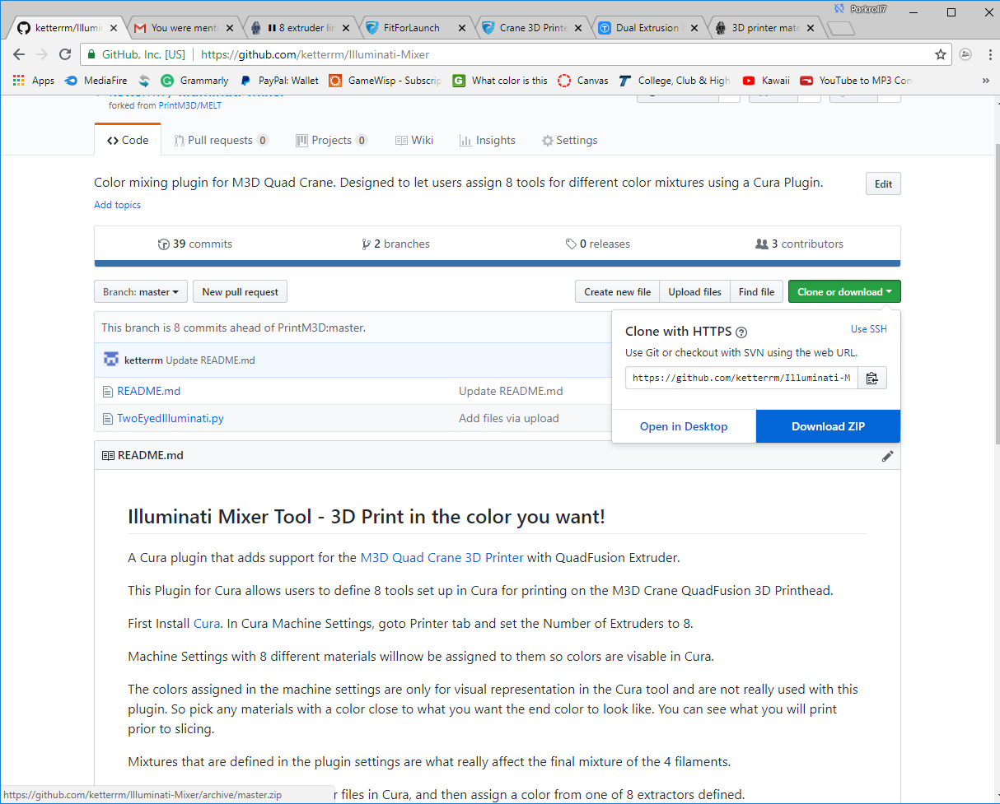 Porkroll7
ketterrm/Illumin
You were ment
8 extruder lin
FitForLaunch
Crane 3D Printe
Dual Extrusion
3D printer mate
GitHub, Inc. [US] https://github.com/ketterrm/Illuminati-Mixer
Apps MediaFire Grammarly PayPal: Wallet GameWisp - Subscrip What color is this Canvas College, Club & High Kawaii YouTube to MP3 Con »
forked from PrintM3D/MELT
<> Code Pull requests 0 Projects 0 Wiki Insights Settings
Color mixing plugin for M3D Quad Crane. Designed to let users assign 8 tools for different color mixtures using a Cura Plugin. Edit
Add topics
39 commits 2 branches 0 releases 3 contributors
Branch: master New pull request Create new file Upload files Find file Clone or download
This branch is 8 commits ahead of PrintM3D:master.
ketterrm Update README.md
README.md Update README.md
TwoEyedIlluminati.py Add files via upload
Clone with HTTPS Use SSH
Use Git or checkout with SVN using the web URL.
https://github.com/ketterrm/Illuminati-M
Open in Desktop Download ZIP
README.md
Illuminati Mixer Tool - 3D Print in the color you want!
A Cura plugin that adds support for the M3D Quad Crane 3D Printer with QuadFusion Extruder.
This Plugin for Cura allows users to define 8 tools set up in Cura for printing on the M3D Crane QuadFusion 3D Printhead.
First Install Cura. In Cura Machine Settings, goto Printer tab and set the Number of Extruders to 8.
Machine Settings with 8 different materials willnow be assigned to them so colors are visable in Cura.
The colors assigned in the machine settings are only for visual representation in the Cura tool and are not really used with this
plugin. So pick any materials with a color close to what you want the end color to look like. You can see what you will print
prior to slicing.
Mixtures that are defined in the plugin settings are what really affect the final mixture of the 4 filaments.
r files in Cura, and then assign a color from one of 8 extractors defined.
https://github.com/ketterrm/Illuminati-Mixer/archive/master.zip